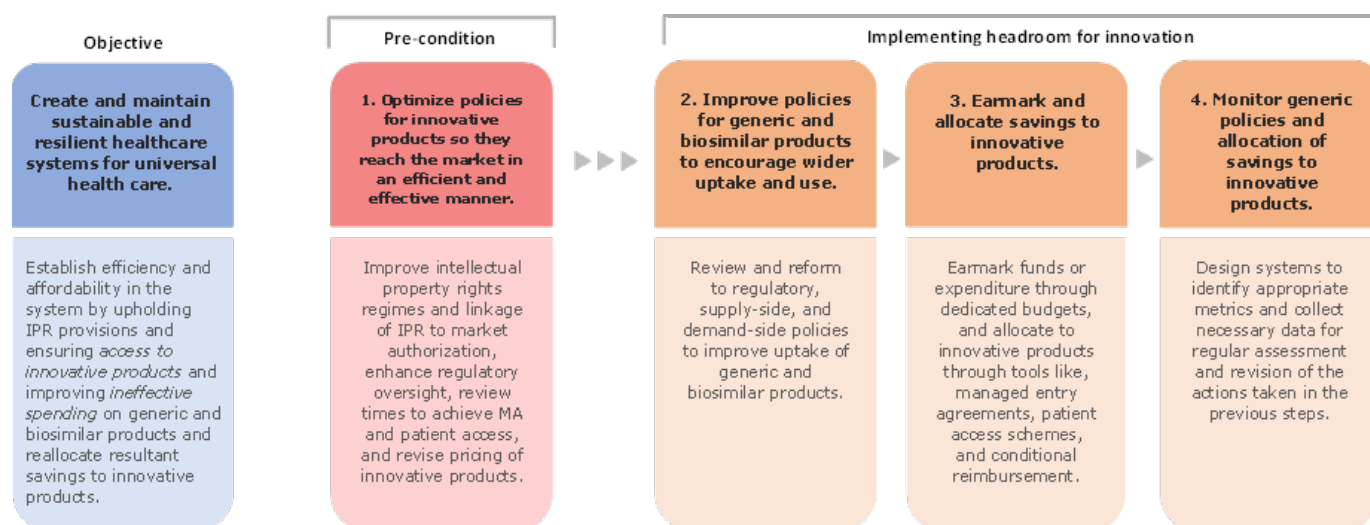 Objective
Create and maintain
sustainable and
resilient healthcare
systems for universal
health care.
Establish efficiency and
affordability in the
system by upholding
IPR provisions and
ensuring access to
innovative products and
improving ineffective
spending on generic and
biosimilar products and
reallocate resultant
savings to innovative
products.
Pre-condition
1. Optimize policies
for innovative
products so they
reach the market in
an efficient and
effective manner.
Improve intellectual
property rights
regimes and linkage
of IPR to market
authorization,
enhance regulatory
oversight, review
times to achieve MA
and patient access,
and revise pricing of
innovative products.
Implementing headroom for innovation
2. Improve policies
for generic and
biosimilar products
to encourage wider
uptake and use.
Review and reform
to regulatory,
supply-side, and
demand-side policies
to improve uptake of
generic and
biosimilar products.
3. Earmark and
allocate savings to
innovative
products.
Earmark funds or
expenditure through
dedicated budgets,
and allocate to
innovative products
through tools like,
managed entry
agreements, patient
access schemes,
and conditional
reimbursement.
4. Monitor generic
policies and
allocation of
savings to
innovative
products.
Design systems to
identify appropriate
metrics and collect
necessary data for
regular assessment
and revision of the
actions taken in the
previous steps.